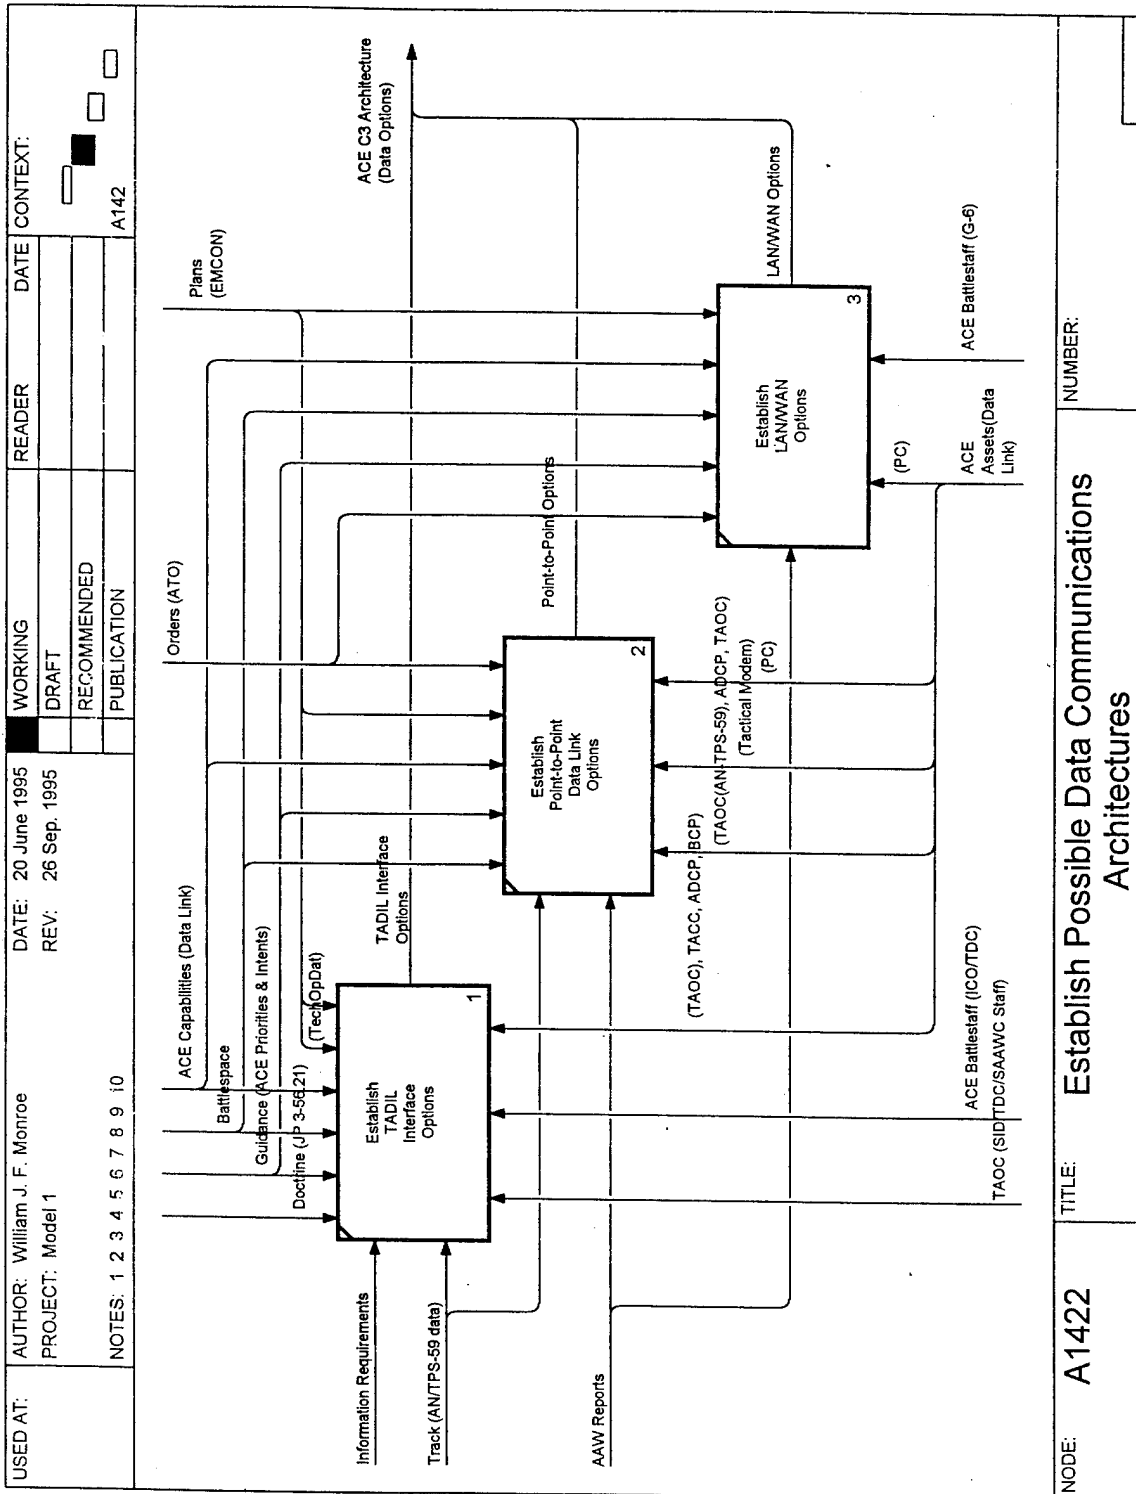 USED AT:
AUTHOR: William J. F. Monroe
PROJECT: Model 1
NOTES: 1 2 3 4 5 6 7 8 9 10
DATE: 20 June 1995
REV: 26 Sep. 1995
WORKING
DRAFT
RECOMMENDED
PUBLICATION
READER
DATE
CONTEXT:
A142
ACE Capabilities (Data Link)
Battlespace
Guidance (ACE Priorities & Intents)
Doctrine (JP 3-56.21)
(TechOpDat)
Orders (ATO)
Plans
(EMCON)
Information Requirements
Track (AN/TPS-59 data)
AAW Reports
Establish
TADIL
Interface
Options
1
TADIL Interface
Options
Establish
Point-to-Point
Data Link
Options
2
Point-to-Point Options
Establish
LAN/WAN
Options
3
LAN/WAN Options
ACE C3 Architecture
(Data Options)
(TAOC), TACC, ADCP, BCP)
(TAOC(AN-TPS-59), ADCP, TAOC)
(Tactical Modem)
(PC)
(PC)
TAOC (SID/TDC/SAAWC Staff)
ACE Battlestaff (ICO/TDC)
ACE
Assets(Data
Link)
ACE Battlestaff (G-6)
NODE:
A1422
TITLE:
Establish Possible Data Communications
Architectures
NUMBER: